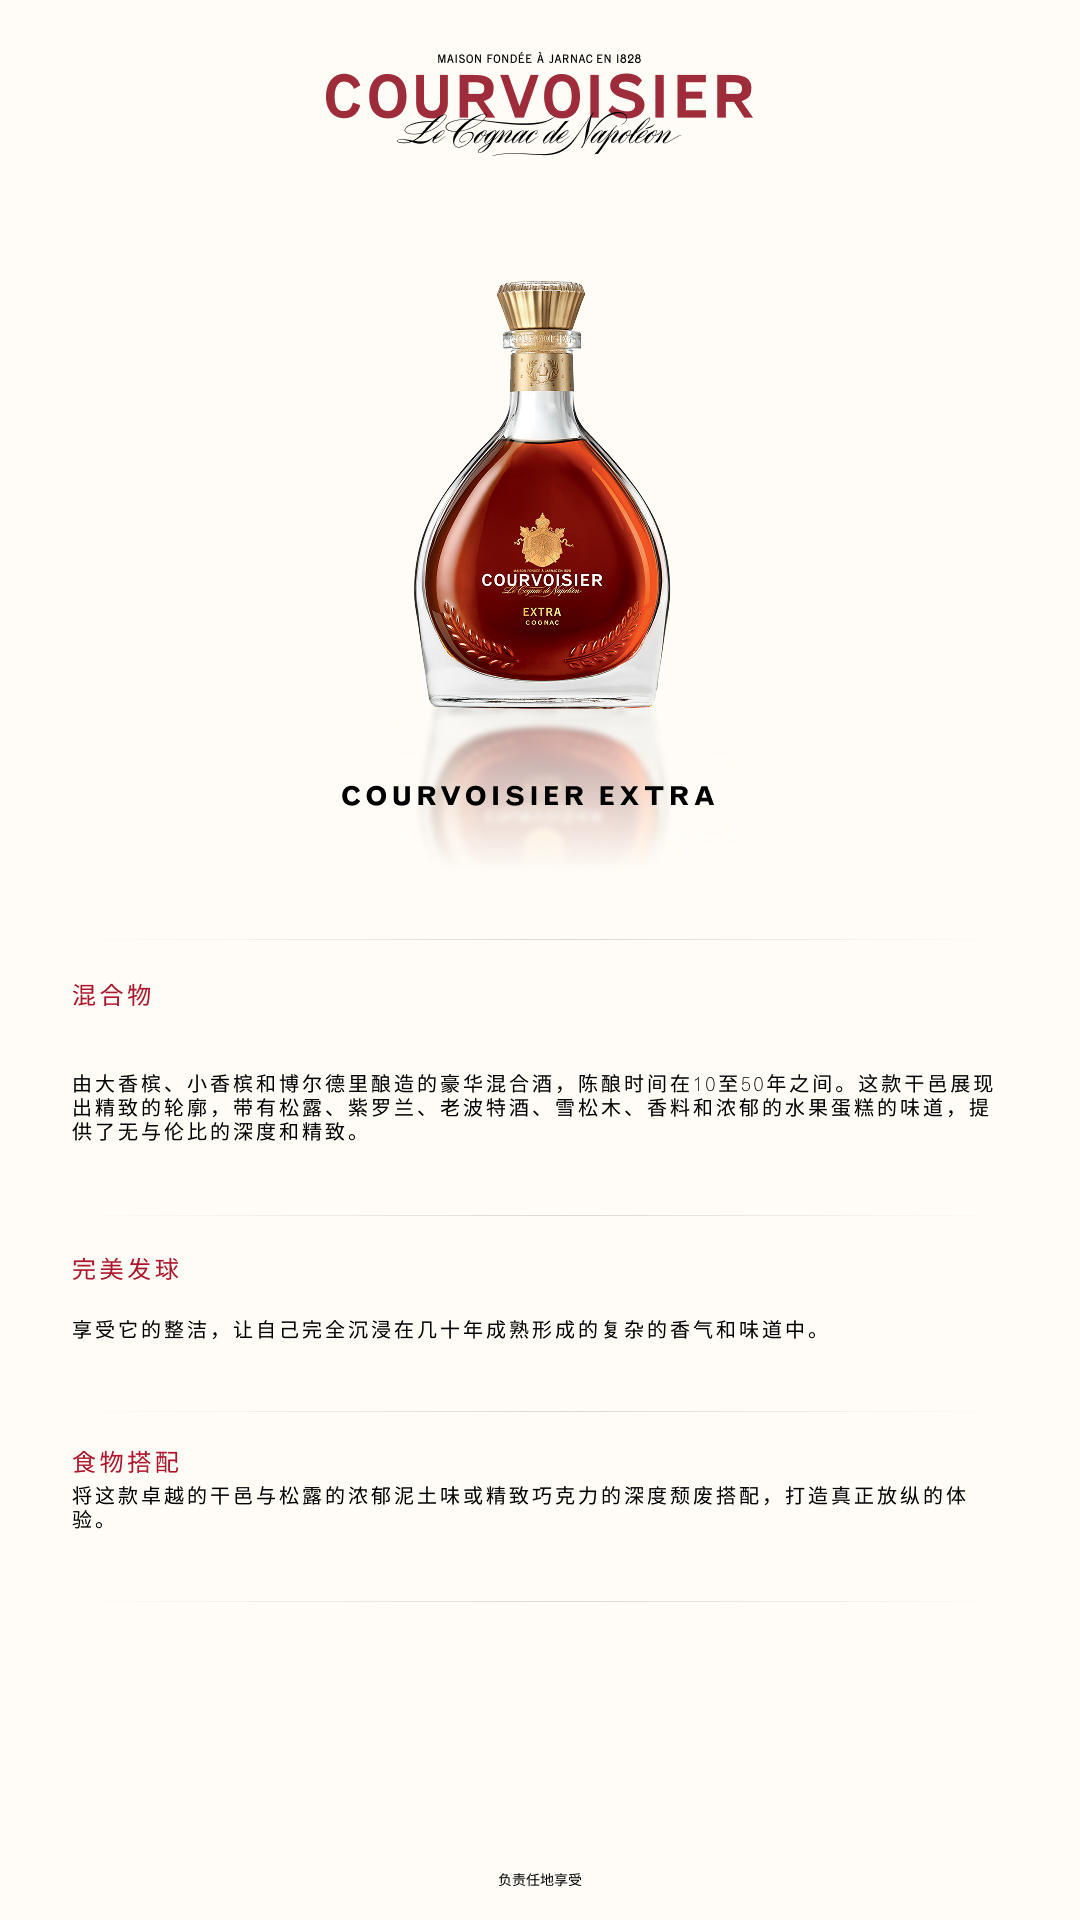 MAISON FONDÉE À JARNAC EN 1828
COURVOISIER
Le Cognac de Napoléon
MAISON FONDÉE À JARNAC EN 1828
COURVOISIER
Le Cognac de Napoléon
EXTRA
COGNAC
COURVOISIER EXTRA
混合物
由大香槟、小香槟和博尔德里酿造的豪华混合酒，陈酿时间在10至50年之间。这款干邑展现
出精致的轮廓，带有松露、紫罗兰、老波特酒、雪松木、香料和浓郁的水果蛋糕的味道，提
供了无与伦比的深度和精致。
完美发球
享受它的整洁，让自己完全沉浸在几十年成熟形成的复杂的香气和味道中。
食物搭配
将这款卓越的干邑与松露的浓郁泥土味或精致巧克力的深度颓废搭配，打造真正放纵的体
验。
负责任地享受